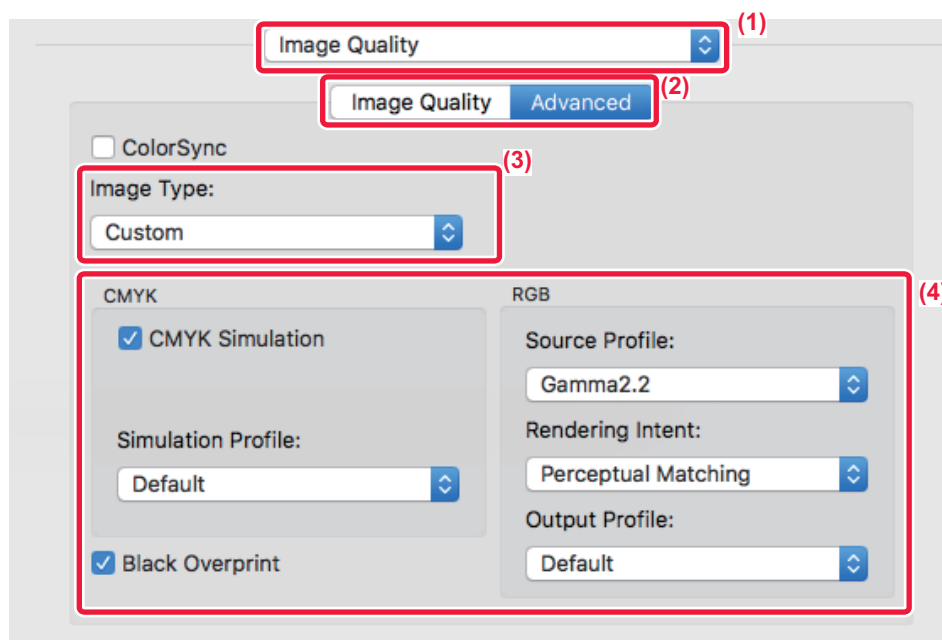 (1)
Image Quality
(2)
Image Quality Advanced
ColorSync
(3)
Image Type:
Custom
(4)
CMYK
CMYK Simulation
Simulation Profile:
Default
Black Overprint
RGB
Source Profile:
Gamma2.2
Rendering Intent:
Perceptual Matching
Output Profile:
Default